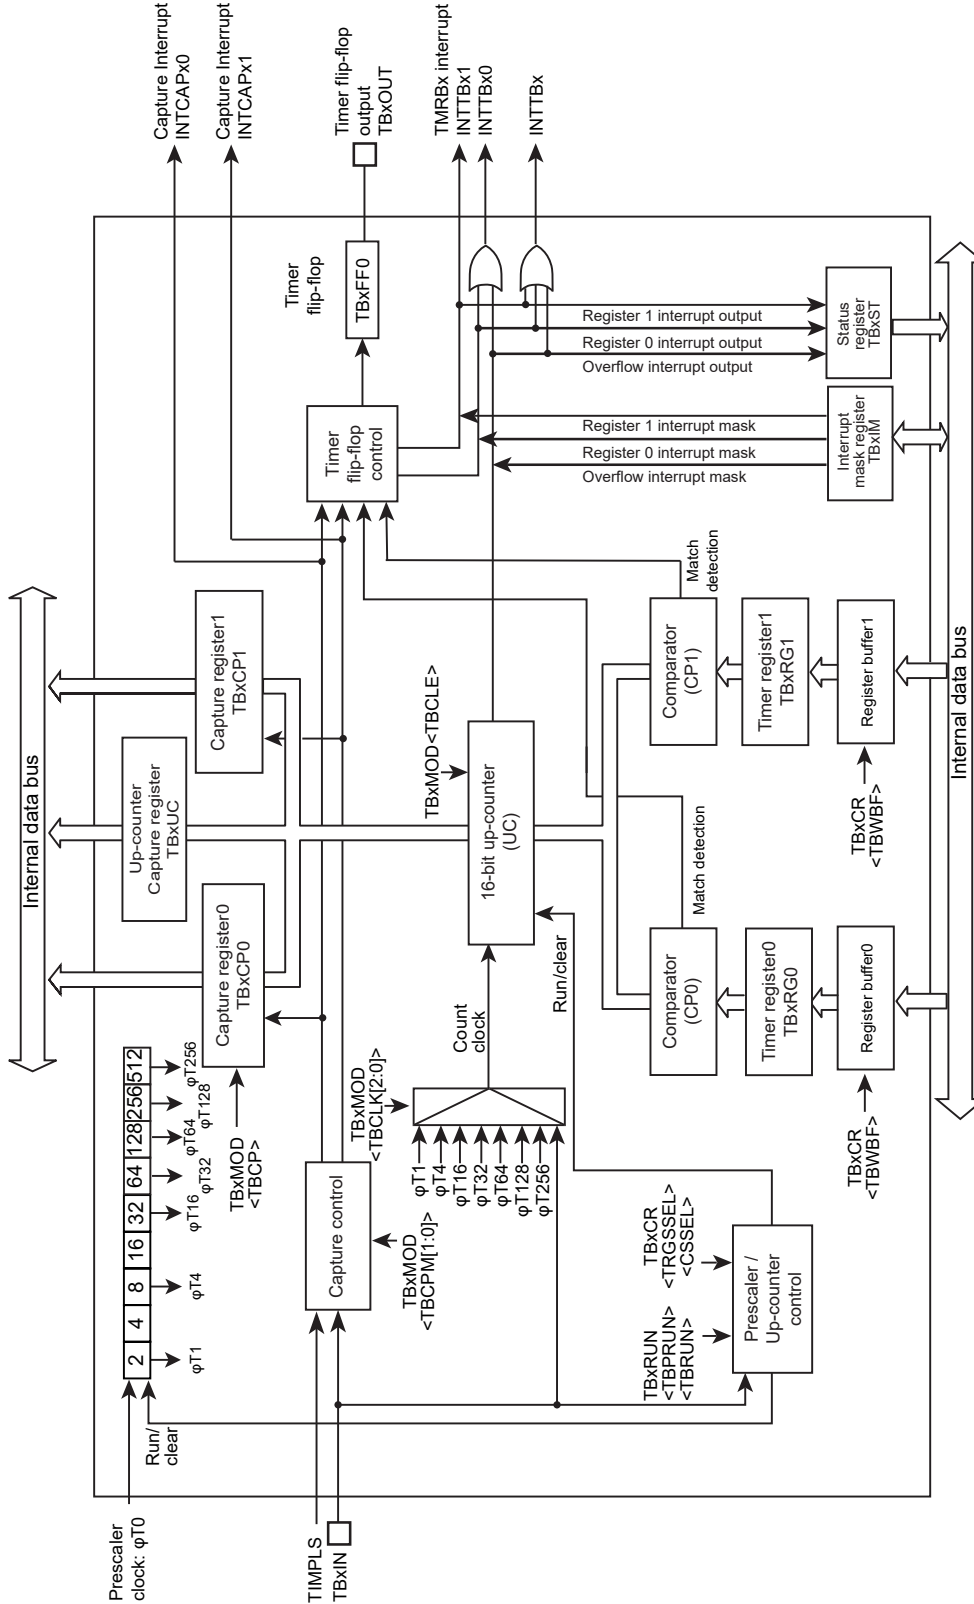 Internal data bus
Prescaler
clock: φT0
Run/
clear
2
4
8
16
32
64
128
256
512
φT1
φT4
φT16
φT32
φT64
φT128
φT256
TBxMOD
<TBCP>
Capture register0
TBxCP0
Up-counter
Capture register
TBxUC
Capture register1
TBxCP1
Capture Interrupt
INTCAPx0
Capture Interrupt
INTCAPx1
TIMPLS
TBxIN
Capture control
TBxMOD
<TBCPM[1:0]>
TBxMOD
<TBCLK[2:0]>
φT1
φT4
φT16
φT32
φT64
φT128
φT256
Count
clock
TBxMOD<TBCLE>
16-bit up-counter
(UC)
Run/clear
Timer
flip-flop
control
Timer
flip-flop
TBxFF0
Timer flip-flop
output
TBxOUT
TMRBx interrupt
INTTBx1
INTTBx0
INTTBx
TBxRUN
<TBPRUN>
<TBRUN>
TBxCR
<TRGSSEL>
<CSSEL>
Prescaler /
Up-counter
control
Comparator
(CP0)
Match detection
Comparator
(CP1)
Match
detection
Timer register0
TBxRG0
Timer register1
TBxRG1
Register buffer0
Register buffer1
TBxCR
<TBWBF>
TBxCR
<TBWBF>
Register 1 interrupt mask
Register 0 interrupt mask
Overflow interrupt mask
Interrupt
mask register
TBxIM
Register 1 interrupt output
Register 0 interrupt output
Overflow interrupt output
Status
register
TBxST
Internal data bus